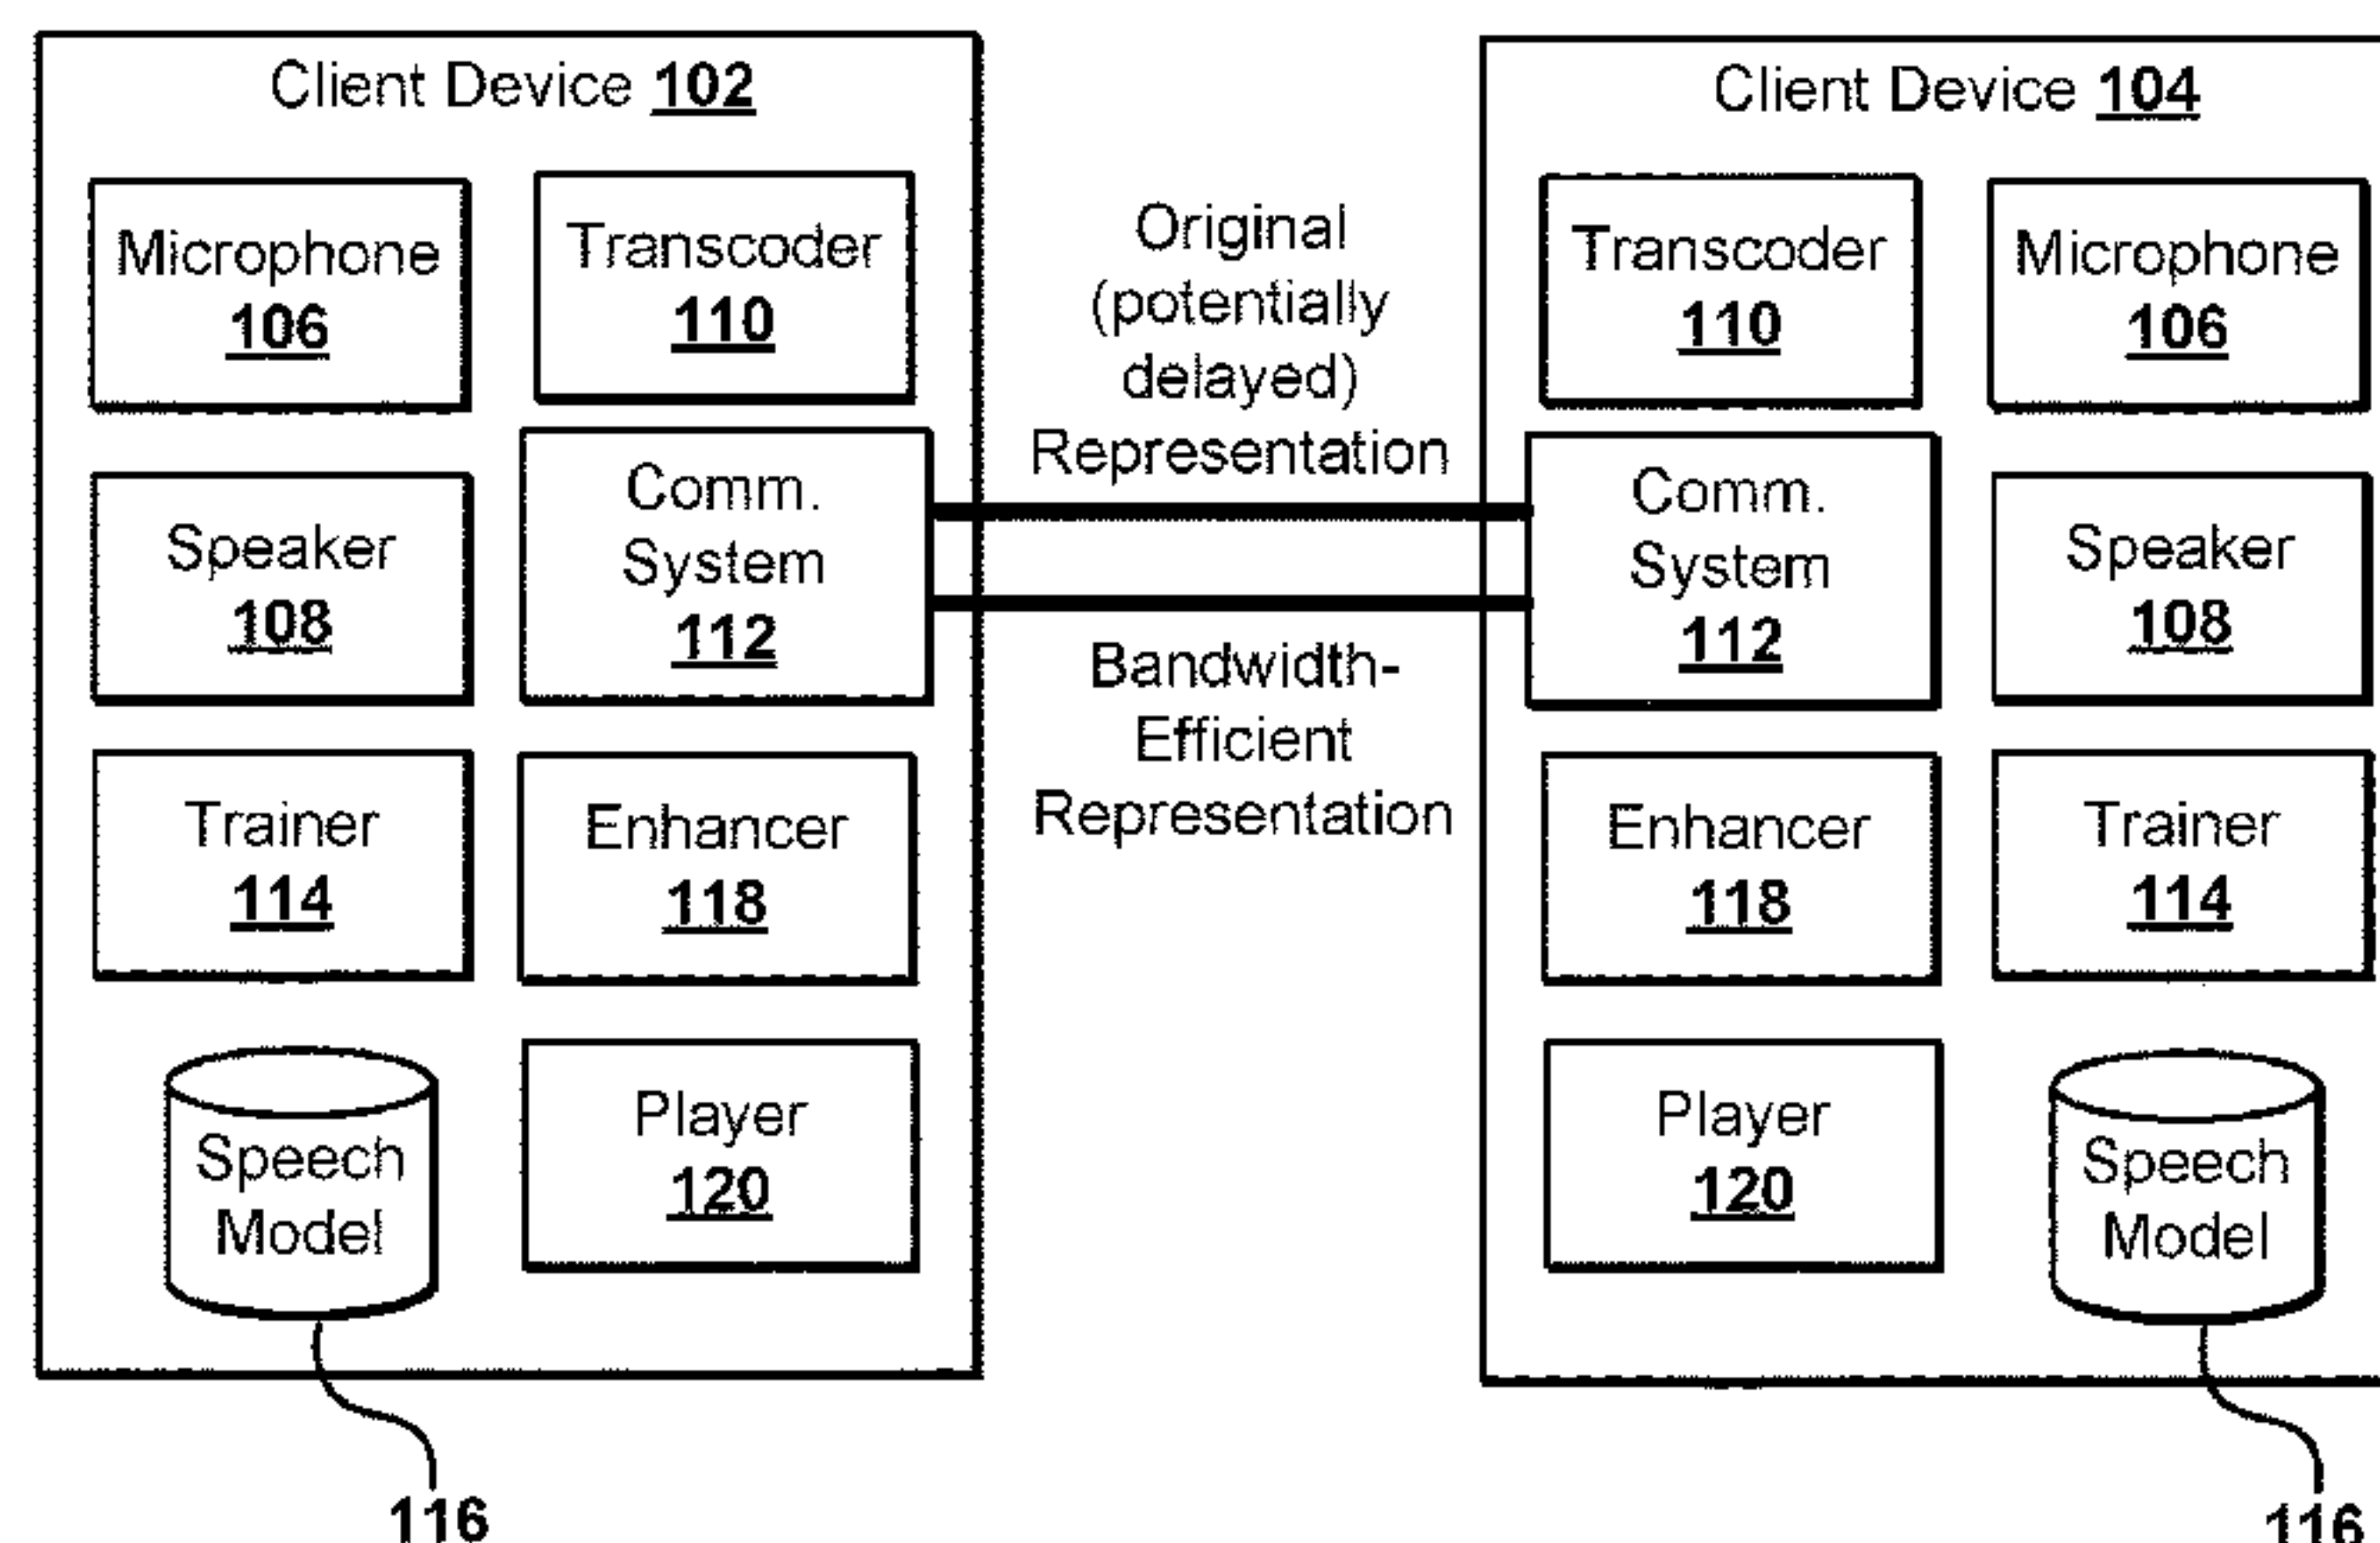 Client Device 102
Microphone
106
Transcoder
110
Speaker
108
Comm.
System
112
Trainer
114
Enhancer
118
Speech
Model
Player
120
116
Original
(potentially
delayed)
Representation
Bandwidth-
Efficient
Representation
Client Device 104
Transcoder
110
Microphone
106
Comm.
System
112
Speaker
108
Enhancer
118
Trainer
114
Player
120
Speech
Model
116